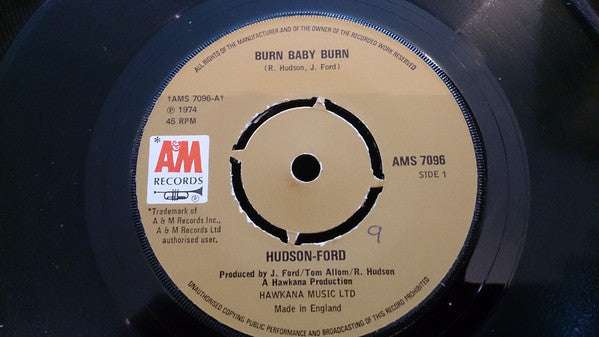 ALL RIGHTS OF THE MANUFACTURER AND OF THE OWNER OF THE RECORDED WORK RESERVED
BURN BABY BURN
(R. Hudson, J. Ford)
†AMS 7096-A†
℗ 1974
45 RPM
AMS 7096
SIDE 1
*
A&M
RECORDS
*Trademark of
A & M Records Inc.,
A & M Records Ltd
authorised user.
9
HUDSON-FORD
Produced by J. Ford/Tom Allom/R. Hudson
A Hawkana Production
HAWKANA MUSIC LTD
Made in England
UNAUTHORISED COPYING PUBLIC PERFORMANCE AND BROADCASTING OF THIS RECORD PROHIBITED